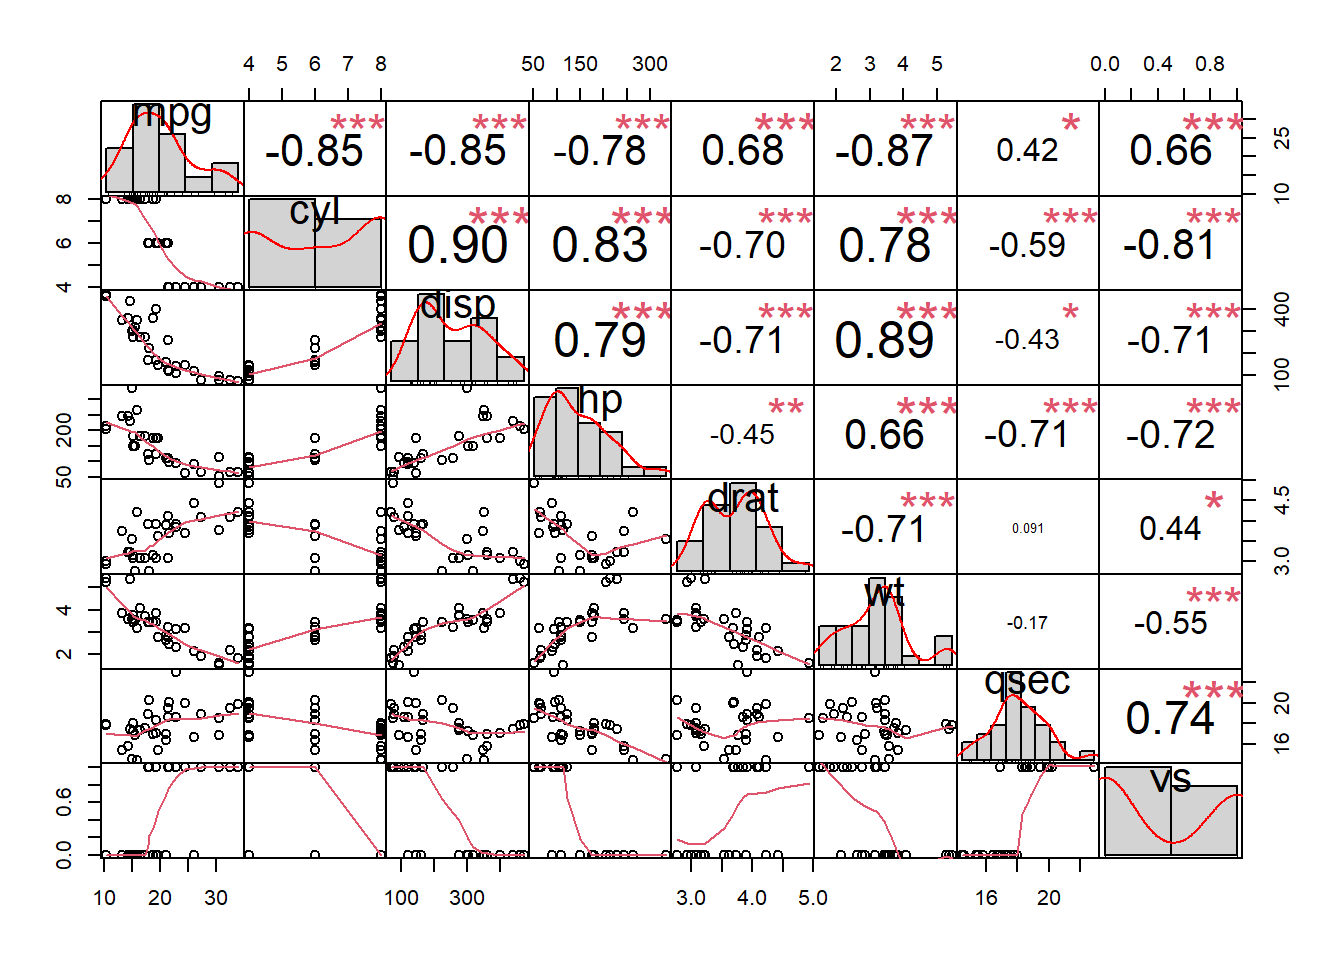 4 5 6 7 8 50 150 300 2 3 4 5 0.0 0.4 0.8
mpg -0.85 *** -0.85 *** -0.78 *** 0.68 *** -0.87 *** 0.42 * 0.66 *** 10 25
4 6 8 cyl 0.90 *** 0.83 *** -0.70 *** 0.78 *** -0.59 *** -0.81 ***
disp 0.79 *** -0.71 *** 0.89 *** -0.43 * -0.71 *** 100 400
50 200 hp -0.45 ** 0.66 *** -0.71 *** -0.72 ***
drat -0.71 *** 0.091 0.44 * 3.0 4.5
2 4 wt -0.17 -0.55 ***
qsec 0.74 *** 16 20
0.0 0.6 vs
10 20 30 100 300 3.0 4.0 5.0 16 20